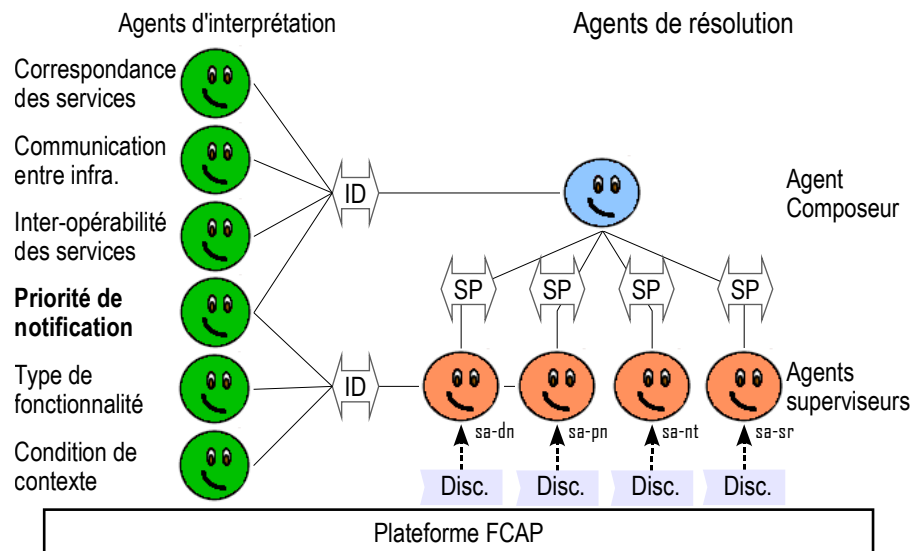 Agents d'interprétation
Agents de résolution
Correspondance
des services
Communication
entre infra.
ID
Agent
Composeur
Inter-opérabilité
des services
SP
SP
SP
SP
Priorité de
notification
Type de
fonctionnalité
ID
Agents
superviseurs
sa-dn
sa-pn
sa-nt
sa-sr
Condition de
contexte
Disc.
Disc.
Disc.
Disc.
Plateforme FCAP